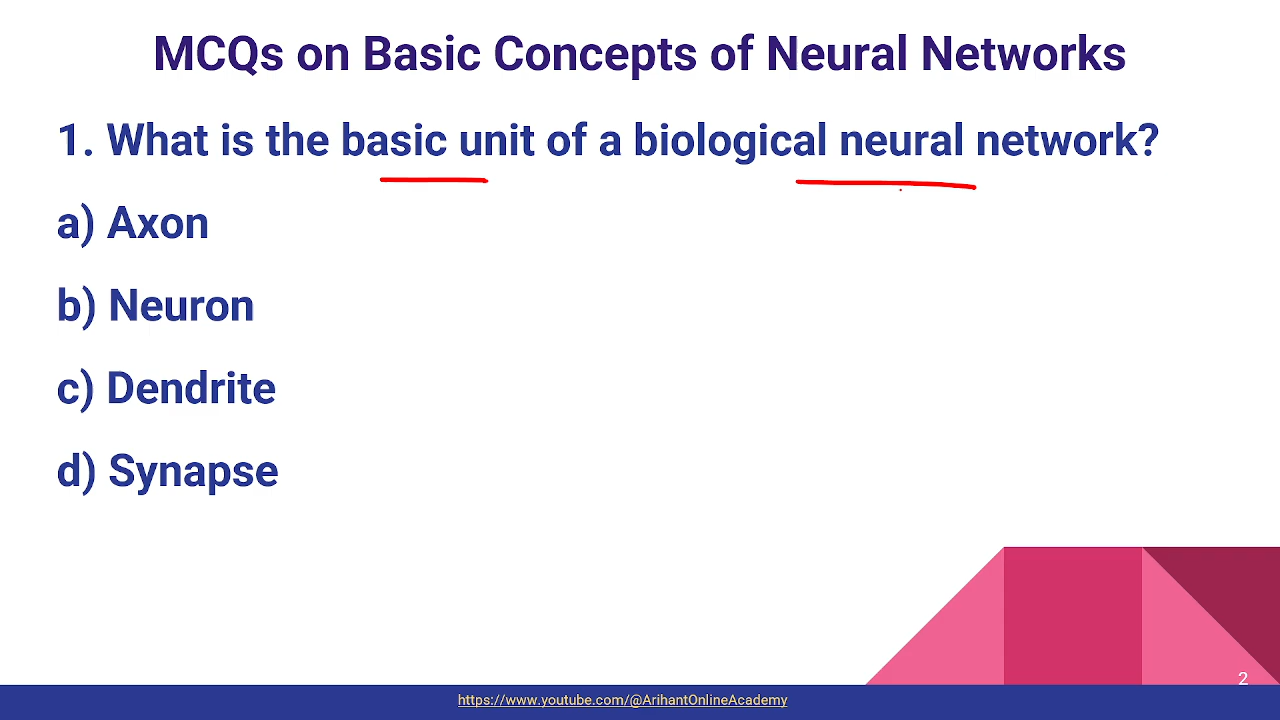 MCQs on Basic Concepts of Neural Networks
1. What is the basic unit of a biological neural network?
a) Axon
b) Neuron
c) Dendrite
d) Synapse
2
https://www.youtube.com/@ArihantOnlineAcademy